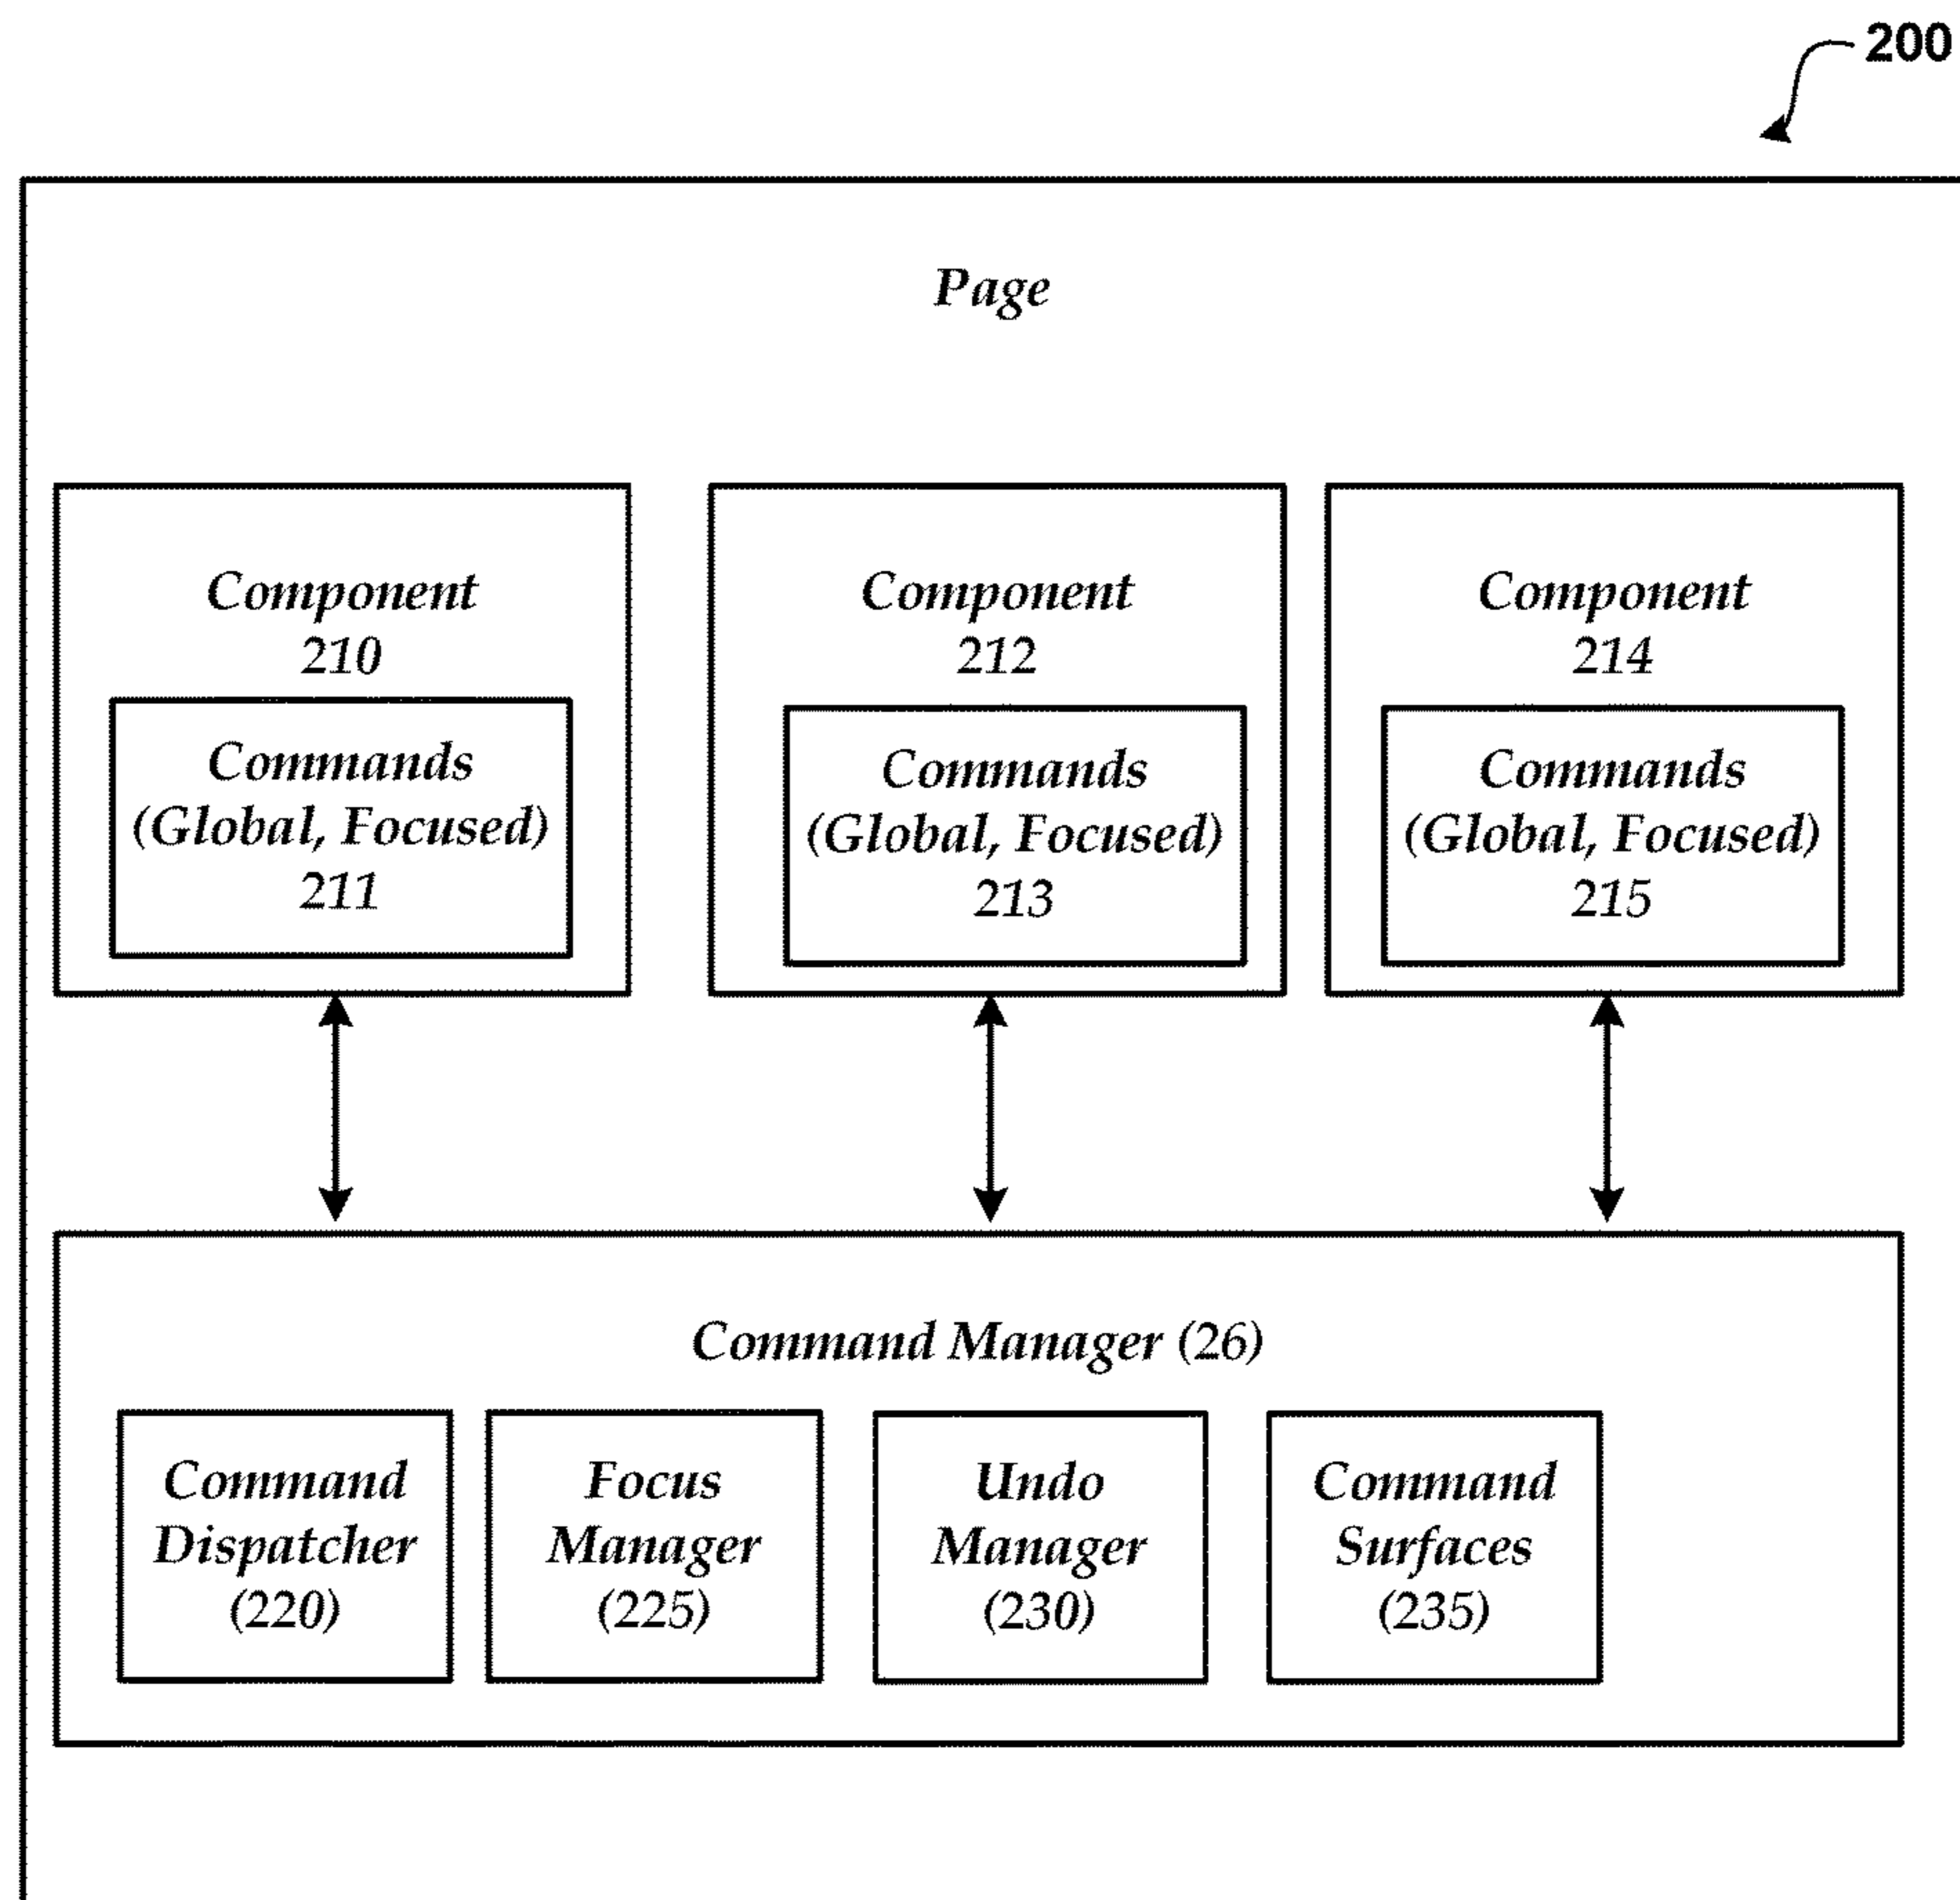 200
Page
Component
210
Commands
(Global, Focused)
211
Component
212
Commands
(Global, Focused)
213
Component
214
Commands
(Global, Focused)
215
Command Manager (26)
Command
Dispatcher
(220)
Focus
Manager
(225)
Undo
Manager
(230)
Command
Surfaces
(235)